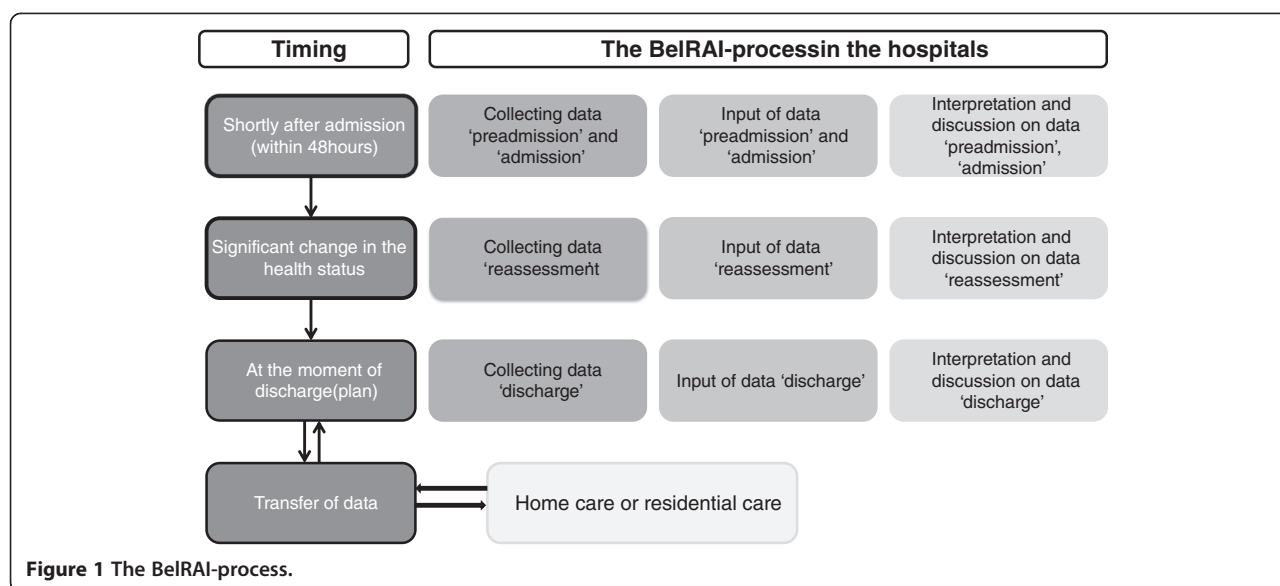 Timing
The BelRAI-processin the hospitals
Shortly after admission
(within 48hours)
Collecting data
‘preadmission’ and
‘admission’
Input of data
‘preadmission’ and
‘admission’
Interpretation and
discussion on data
‘preadmission’,
‘admission’
Significant change in the
health status
Collecting data
‘reassessment’
Input of data
‘reassessment’
Interpretation and
discussion on data
‘reassessment’
At the moment of
discharge(plan)
Collecting data
‘discharge’
Input of data ‘discharge’
Interpretation and
discussion on data
‘discharge’
Transfer of data
Home care or residential care
Figure 1 The BelRAI-process.